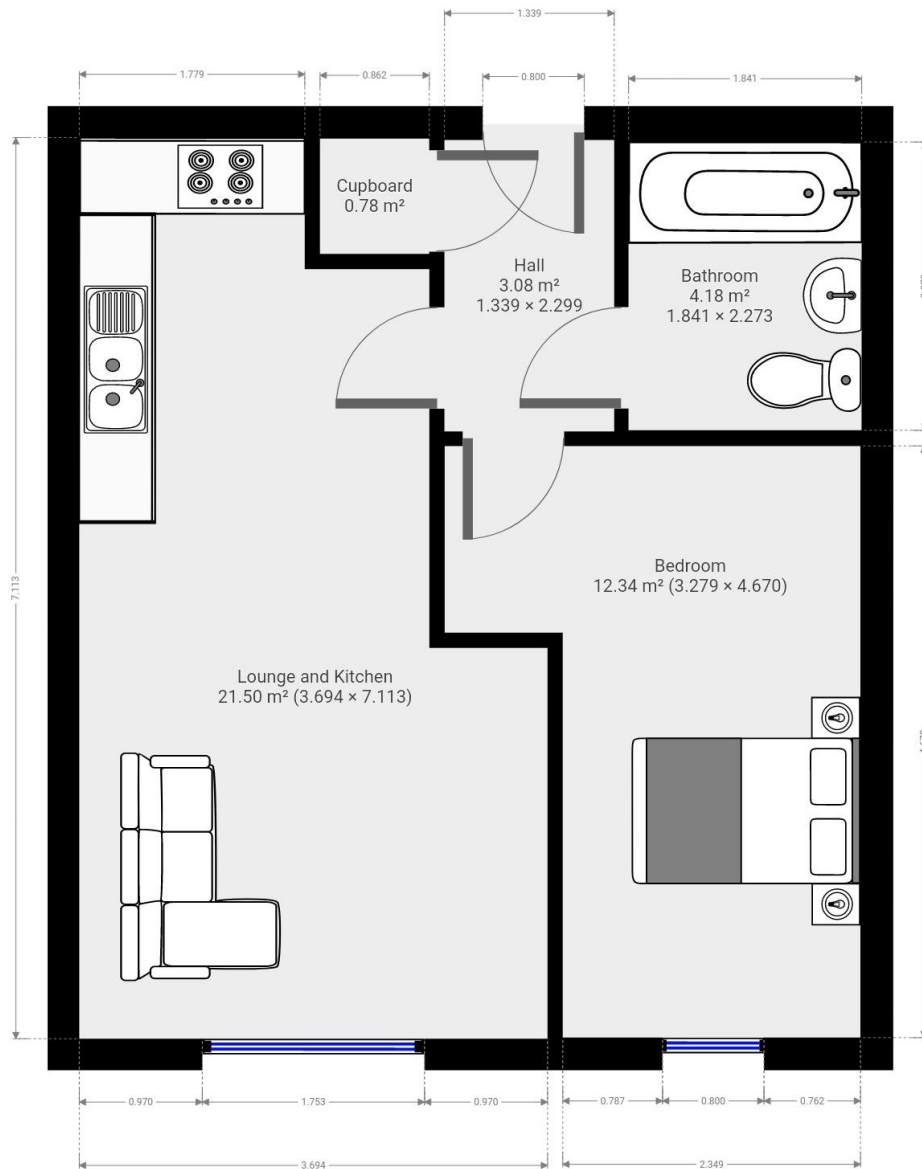 1.339
1.779
0.862
0.800
1.841
Cupboard
0.78 m²
Hall
3.08 m²
1.339 × 2.299
Bathroom
4.18 m²
1.841 × 2.273
7.113
Bedroom
12.34 m² (3.279 × 4.670)
Lounge and Kitchen
21.50 m² (3.694 × 7.113)
0.970
1.753
0.970
0.787
0.800
0.762
3.694
2.349